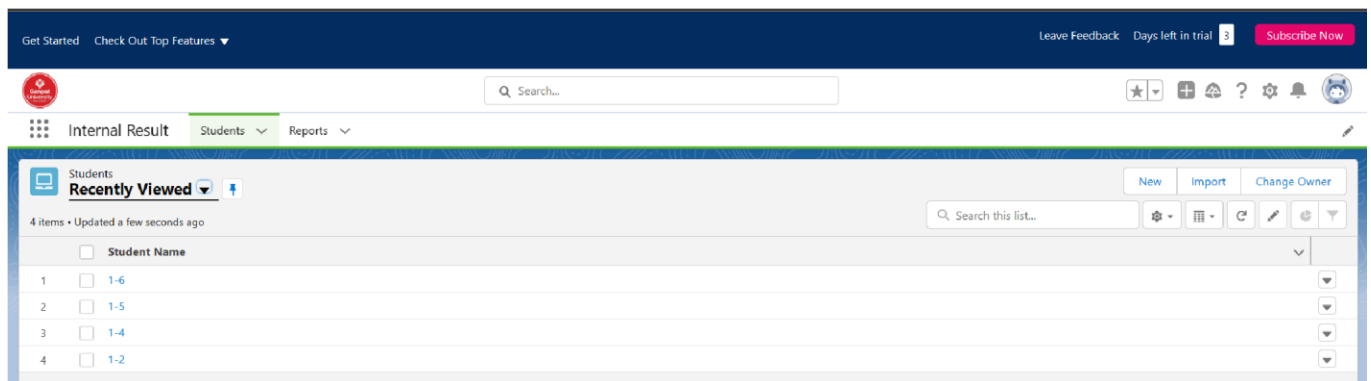 Get Started Check Out Top Features Leave Feedback Days left in trial 3 Subscribe Now
Ganpat
University
Search...
Internal Result Students Reports
Students
Recently Viewed
New Import Change Owner
4 items • Updated a few seconds ago
Search this list...
Student Name
1 1-6
2 1-5
3 1-4
4 1-2